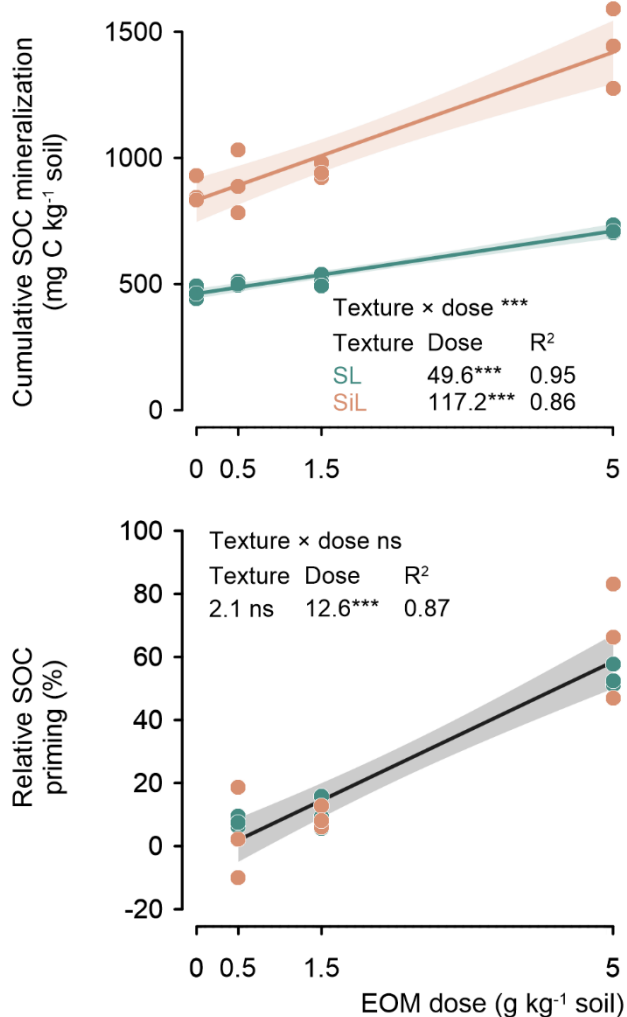 Cumulative SOC mineralization
(mg C kg⁻¹ soil)
1500
1000
500
0
Texture × dose ***
Texture Dose R²
SL 49.6*** 0.95
SiL 117.2*** 0.86
0 0.5 1.5 5
Relative SOC
priming (%)
100
80
60
40
20
0
-20
Texture × dose ns
Texture Dose R²
2.1 ns 12.6*** 0.87
0 0.5 1.5 5
EOM dose (g kg⁻¹ soil)